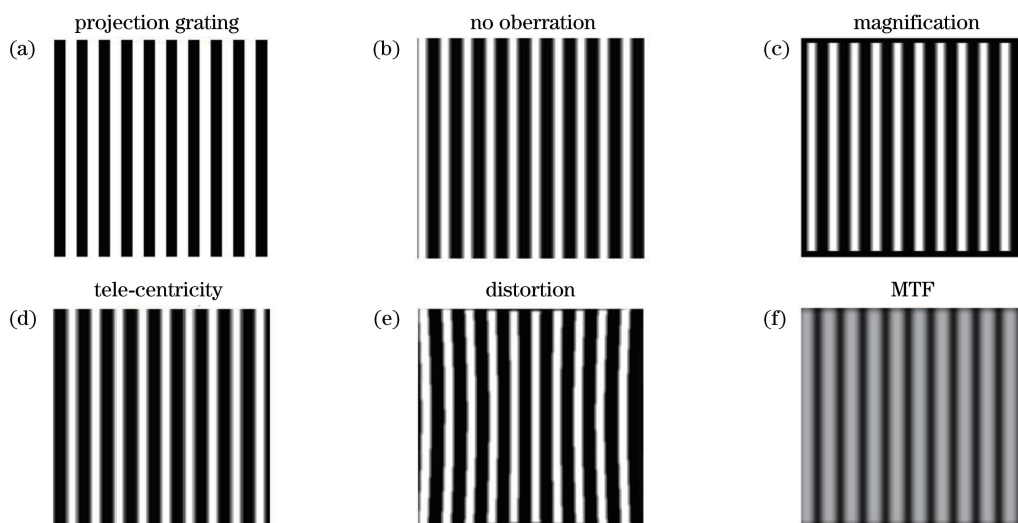 projection grating
(a)
no oberration
(b)
magnification
(c)
tele-centricity
(d)
distortion
(e)
MTF
(f)